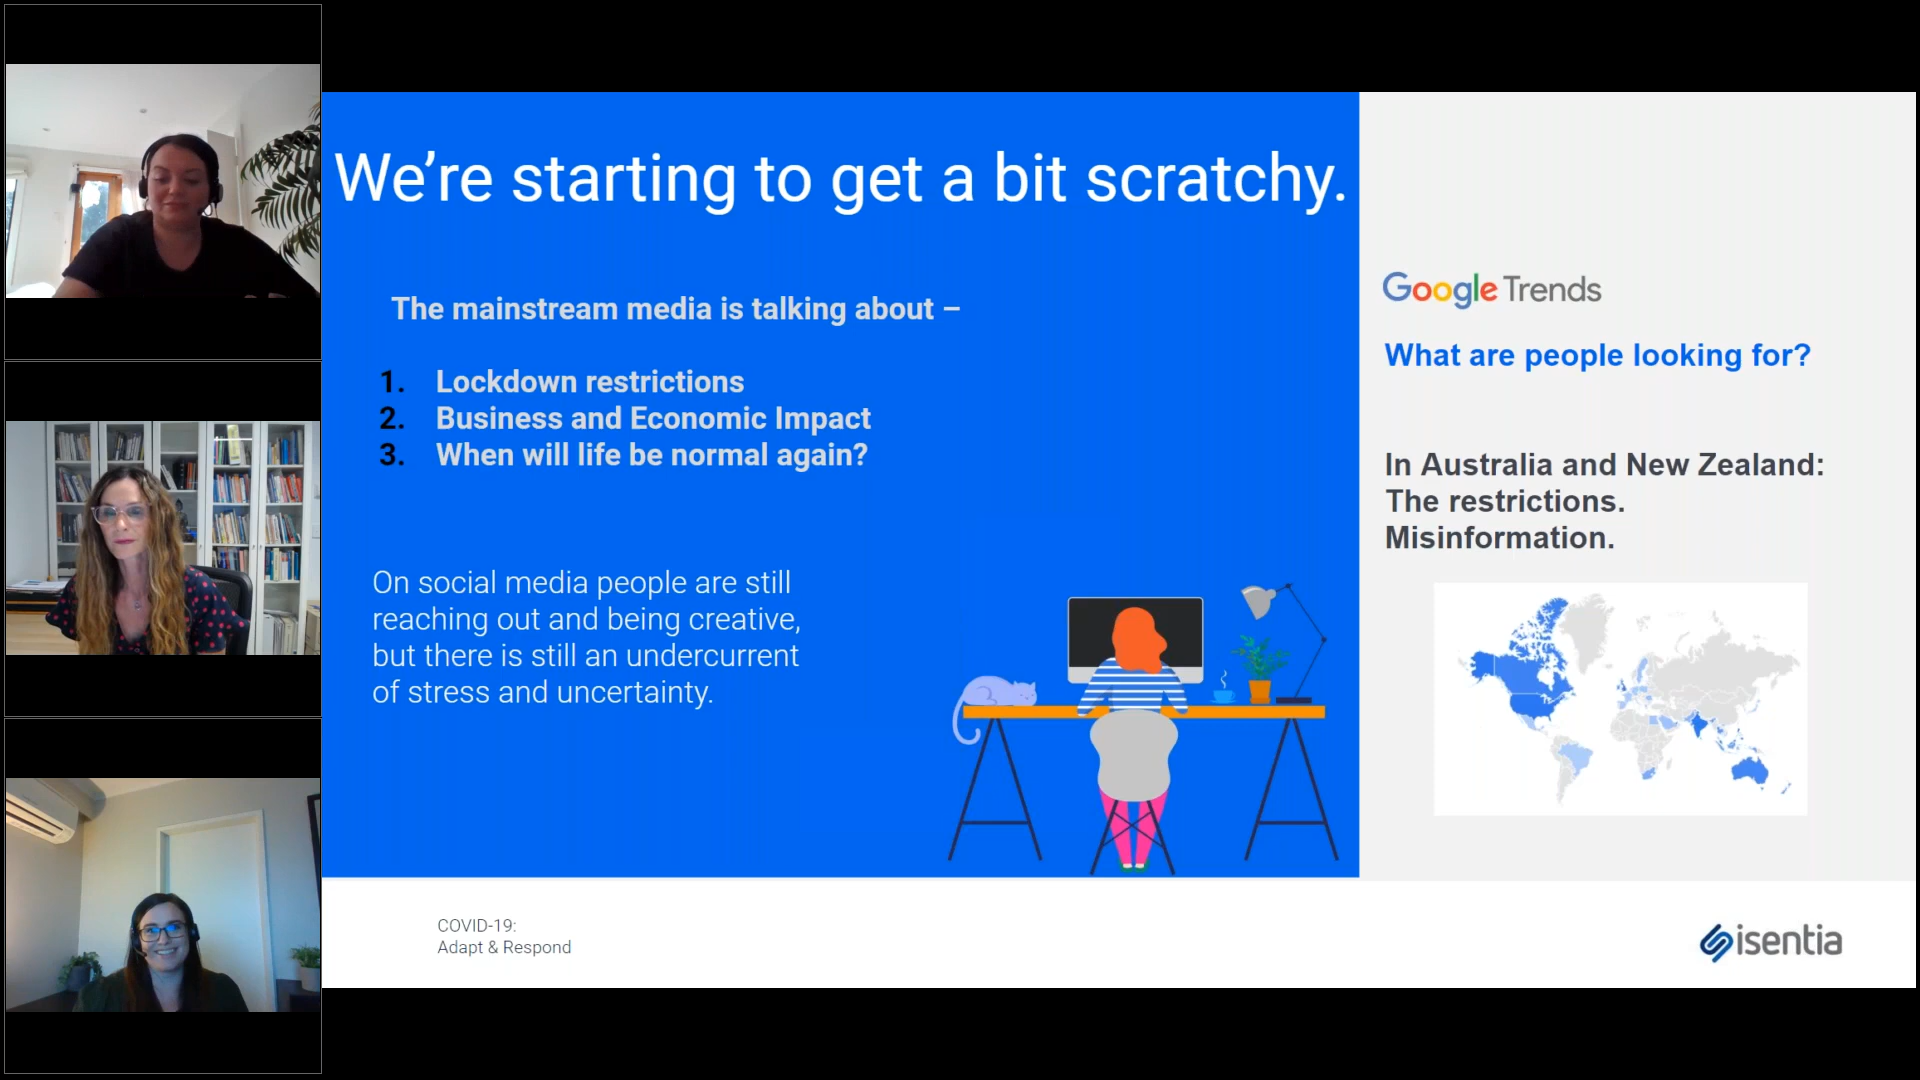 We’re starting to get a bit scratchy.
The mainstream media is talking about –
1. Lockdown restrictions
2. Business and Economic Impact
3. When will life be normal again?
On social media people are still
reaching out and being creative,
but there is still an undercurrent
of stress and uncertainty.
Google Trends
What are people looking for?
In Australia and New Zealand:
The restrictions.
Misinformation.
COVID-19:
Adapt & Respond
isentia